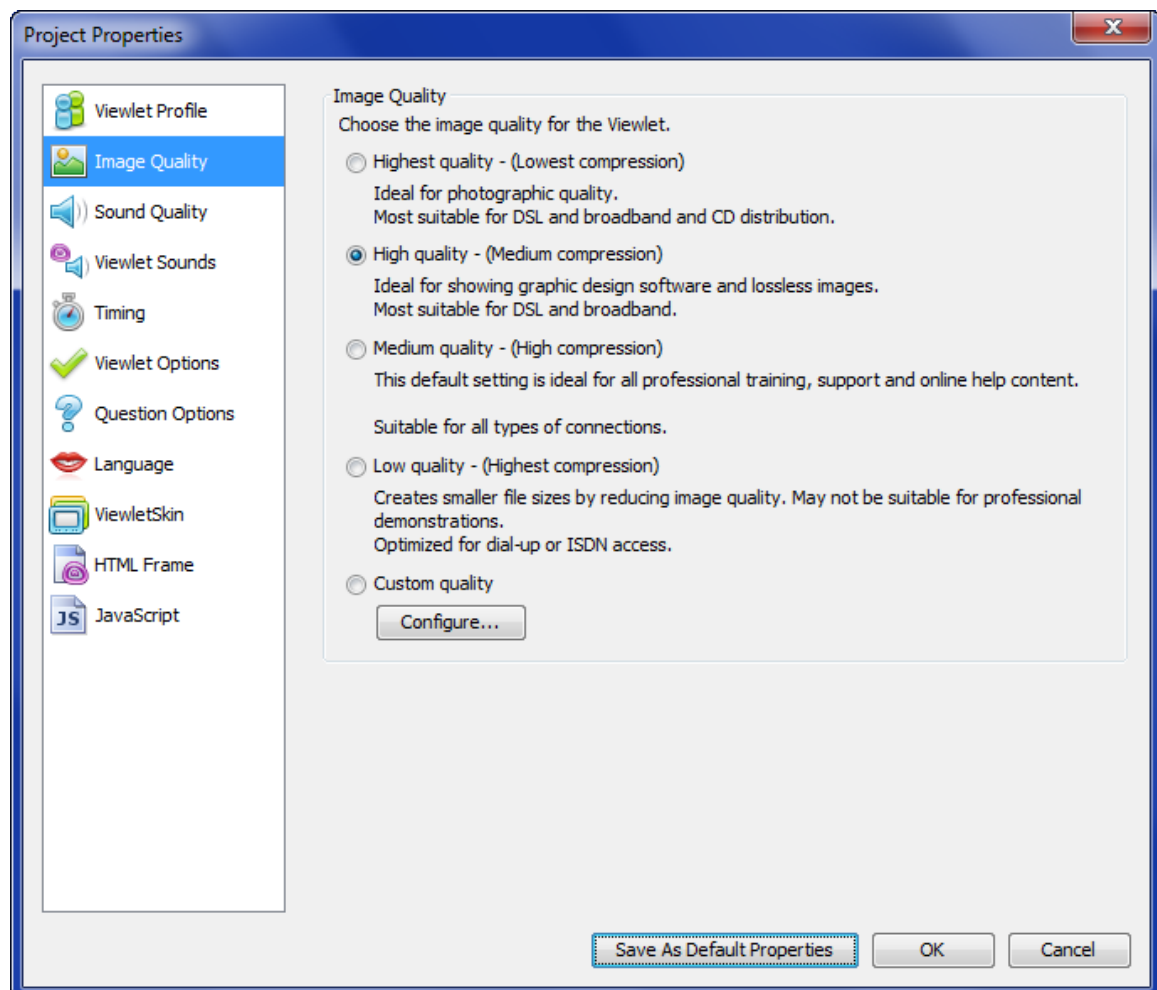 Project Properties
Viewlet Profile
Image Quality
Sound Quality
Viewlet Sounds
Timing
Viewlet Options
Question Options
Language
ViewletSkin
HTML Frame
JS
JavaScript
Image Quality
Choose the image quality for the Viewlet.
Highest quality - (Lowest compression)
Ideal for photographic quality.
Most suitable for DSL and broadband and CD distribution.
High quality - (Medium compression)
Ideal for showing graphic design software and lossless images.
Most suitable for DSL and broadband.
Medium quality - (High compression)
This default setting is ideal for all professional training, support and online help content.
Suitable for all types of connections.
Low quality - (Highest compression)
Creates smaller file sizes by reducing image quality. May not be suitable for professional
demonstrations.
Optimized for dial-up or ISDN access.
Custom quality
Configure...
Save As Default Properties
OK
Cancel